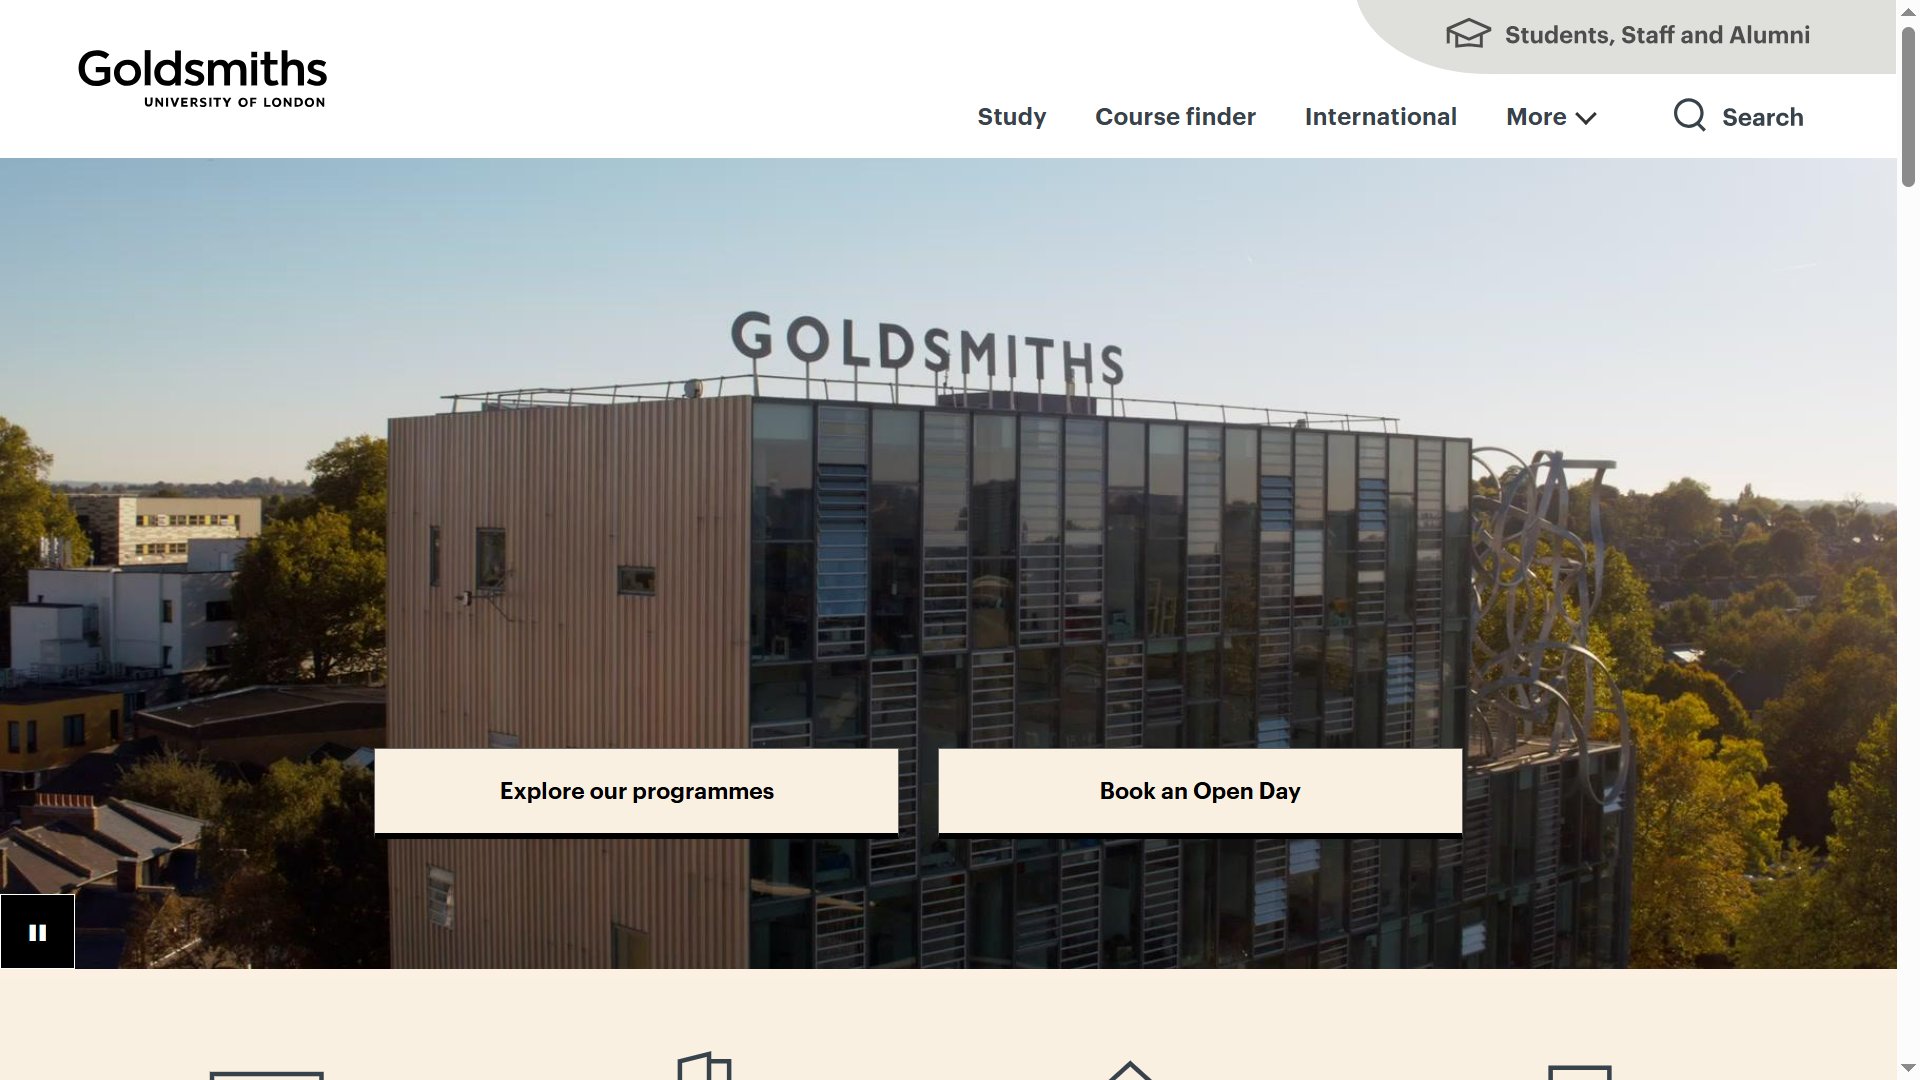 Students, Staff and Alumni
Goldsmiths
UNIVERSITY OF LONDON
Study
Course finder
International
More
Search
GOLDSMITHS
Explore our programmes
Book an Open Day